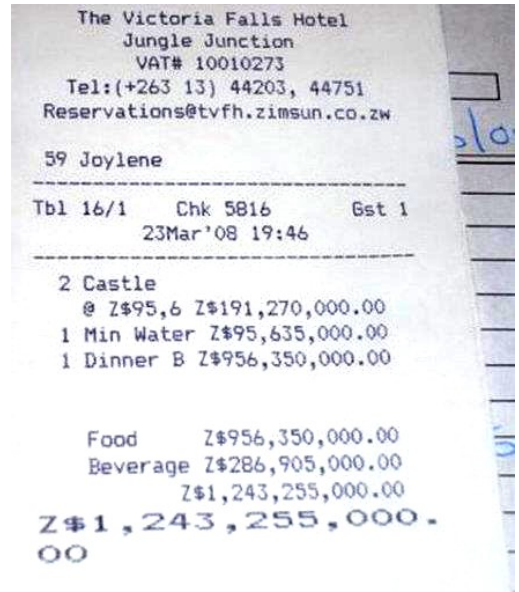 The Victoria Falls Hotel
Jungle Junction
VAT# 10010273
Tel:(+263 13) 44203, 44751
Reservations@tvfh.zimsun.co.zw
59 Joylene
Tbl 16/1 Chk 5816 Gst 1
23Mar'08 19:46
2 Castle
@ Z$95,6 Z$191,270,000.00
1 Min Water Z$95,635,000.00
1 Dinner B Z$956,350,000.00
Food Z$956,350,000.00
Beverage Z$286,905,000.00
Z$1,243,255,000.00
Z$1,243,255,000.
00